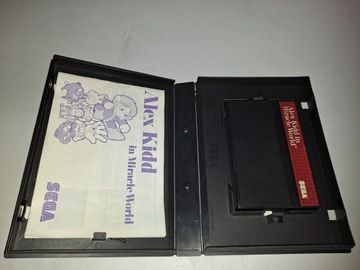 Alex Kidd
in Miracle World
SEGA
Alex Kidd in
Miracle World
SEGA